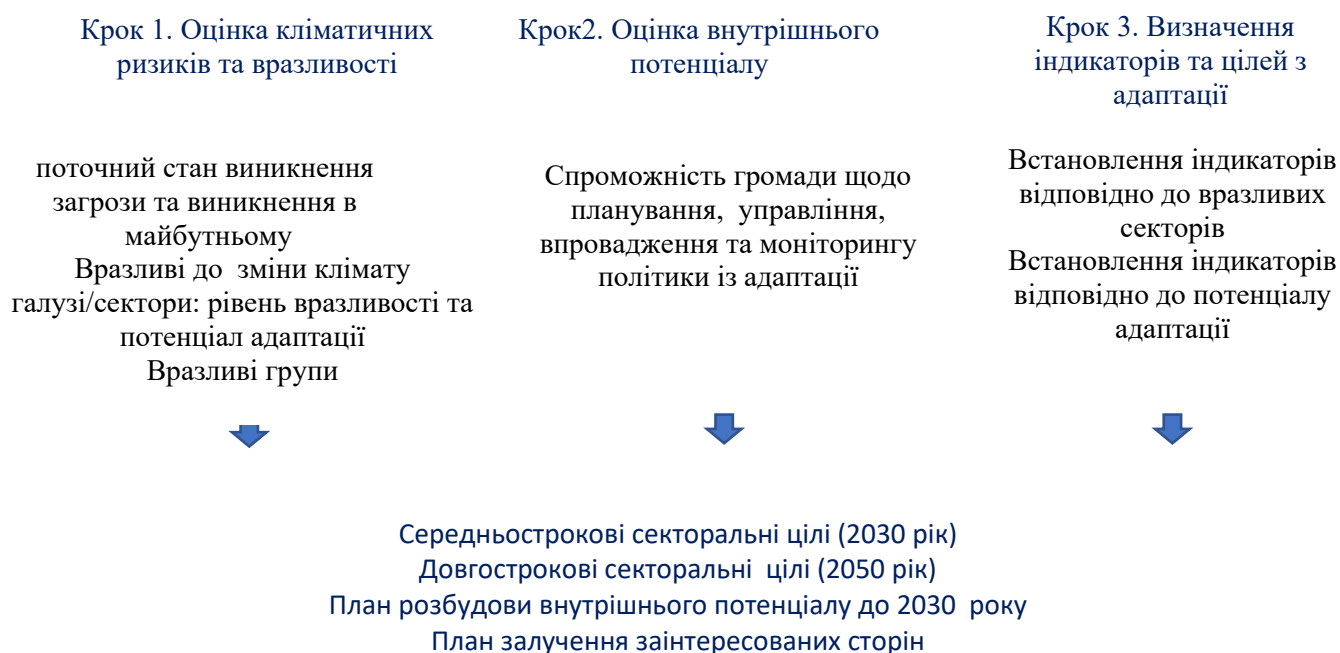 Крок 1. Оцінка кліматичних
ризиків та вразливості
поточний стан виникнення
загрози та виникнення в
майбутньому
Вразливі до зміни клімату
галузі/сектори: рівень вразливості та
потенціал адаптації
Вразливі групи
Крок2. Оцінка внутрішнього
потенціалу
Спроможність громади щодо
планування, управління,
впровадження та моніторингу
політики із адаптації
Крок 3. Визначення
індикаторів та цілей з
адаптації
Встановлення індикаторів
відповідно до вразливих
секторів
Встановлення індикаторів
відповідно до потенціалу
адаптації
Середньострокові секторальні цілі (2030 рік)
Довгострокові секторальні цілі (2050 рік)
План розбудови внутрішнього потенціалу до 2030 року
План залучення заінтересованих сторін